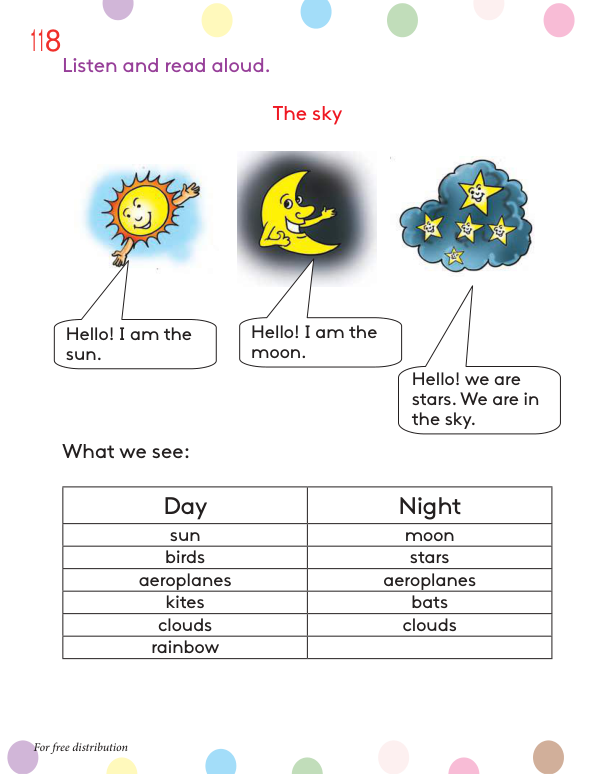 118
Listen and read aloud.
The sky
Hello! I am the
sun.
Hello! I am the
moon.
Hello! we are
stars. We are in
the sky.
What we see:
Day Night
sun moon
birds stars
aeroplanes aeroplanes
kites bats
clouds clouds
rainbow
For free distribution